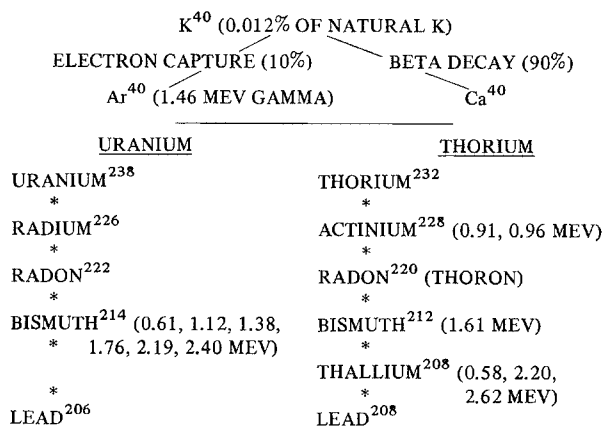 K⁴⁰ (0.012% OF NATURAL K)
ELECTRON CAPTURE (10%) BETA DECAY (90%)
Ar⁴⁰ (1.46 MEV GAMMA) Ca⁴⁰
URANIUM THORIUM
URANIUM²³⁸ THORIUM²³²
* *
RADIUM²²⁶ ACTINIUM²²⁸ (0.91, 0.96 MEV)
* *
RADON²²² RADON²²⁰ (THORON)
* *
BISMUTH²¹⁴ (0.61, 1.12, 1.38, BISMUTH²¹² (1.61 MEV)
* 1.76, 2.19, 2.40 MEV) *
THALLIUM²⁰⁸ (0.58, 2.20,
* * 2.62 MEV)
LEAD²⁰⁶ LEAD²⁰⁸